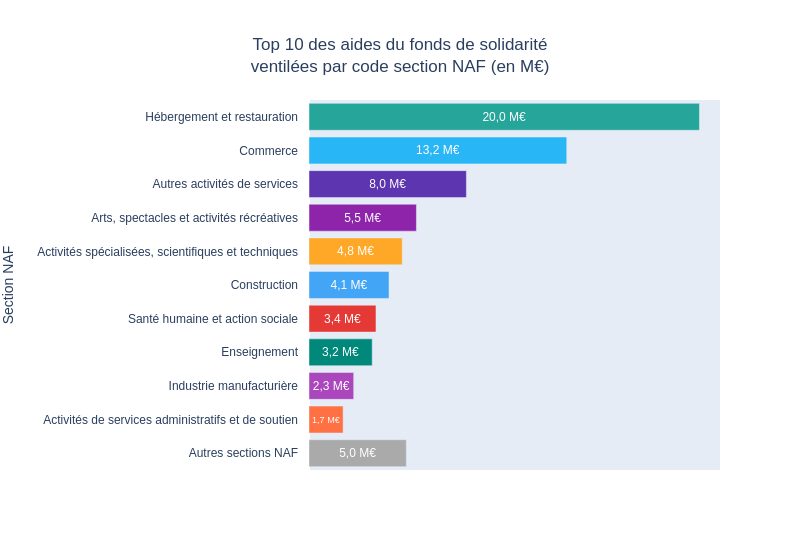 Top 10 des aides du fonds de solidarité
ventilées par code section NAF (en M€)
Section NAF
Hébergement et restauration 20,0 M€
Commerce 13,2 M€
Autres activités de services 8,0 M€
Arts, spectacles et activités récréatives 5,5 M€
Activités spécialisées, scientifiques et techniques 4,8 M€
Construction 4,1 M€
Santé humaine et action sociale 3,4 M€
Enseignement 3,2 M€
Industrie manufacturière 2,3 M€
Activités de services administratifs et de soutien 1,7 M€
Autres sections NAF 5,0 M€